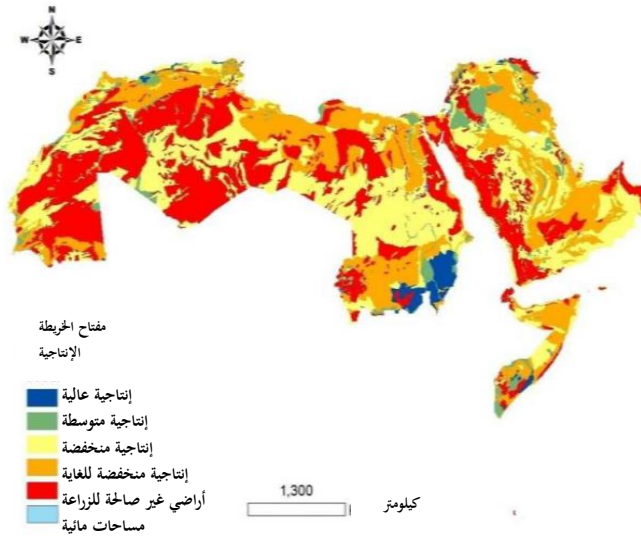 N
W E
S
مفتاح الخريطة
الإنتاجية
إنتاجية عالية
إنتاجية متوسطة
إنتاجية منخفضة
إنتاجية منخفضة للغاية
أراضي غير صالحة للزراعة
مساحات مائية
1,300
كيلومتر